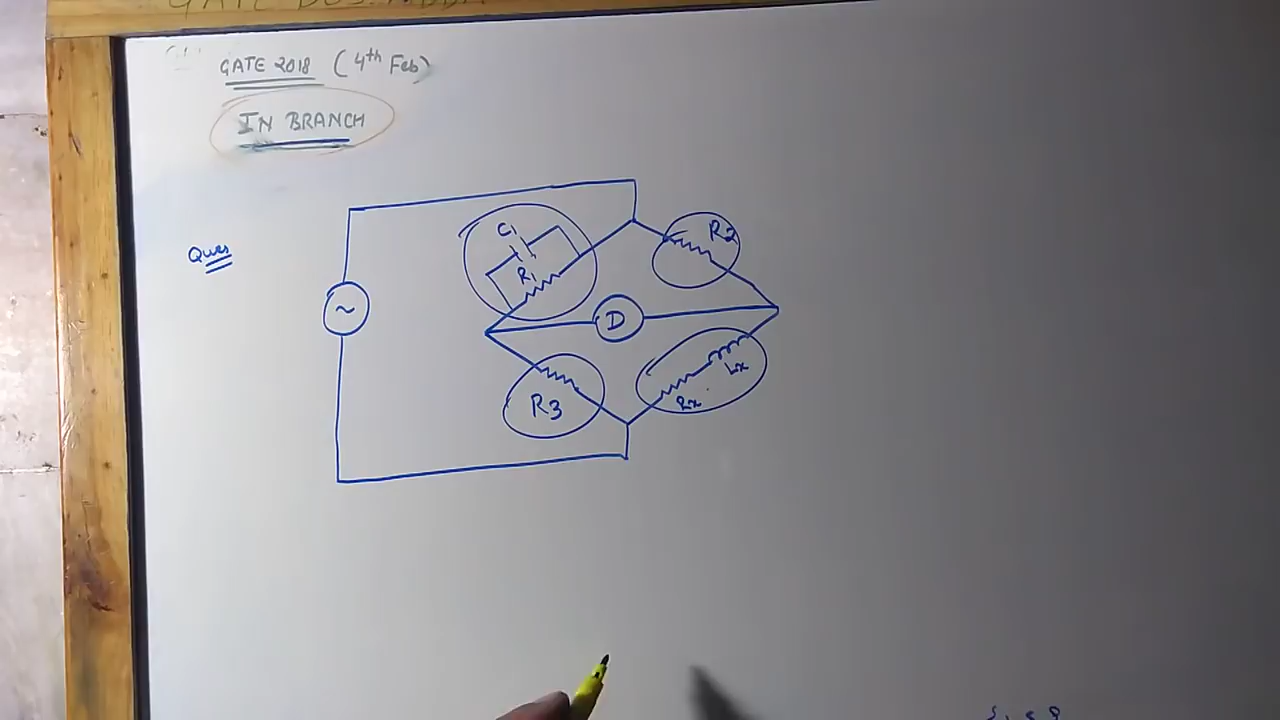 GATE 2018 (4th Feb)
IN BRANCH
Ques
C1
R1
R2
~
D
R3
Rx
Lx